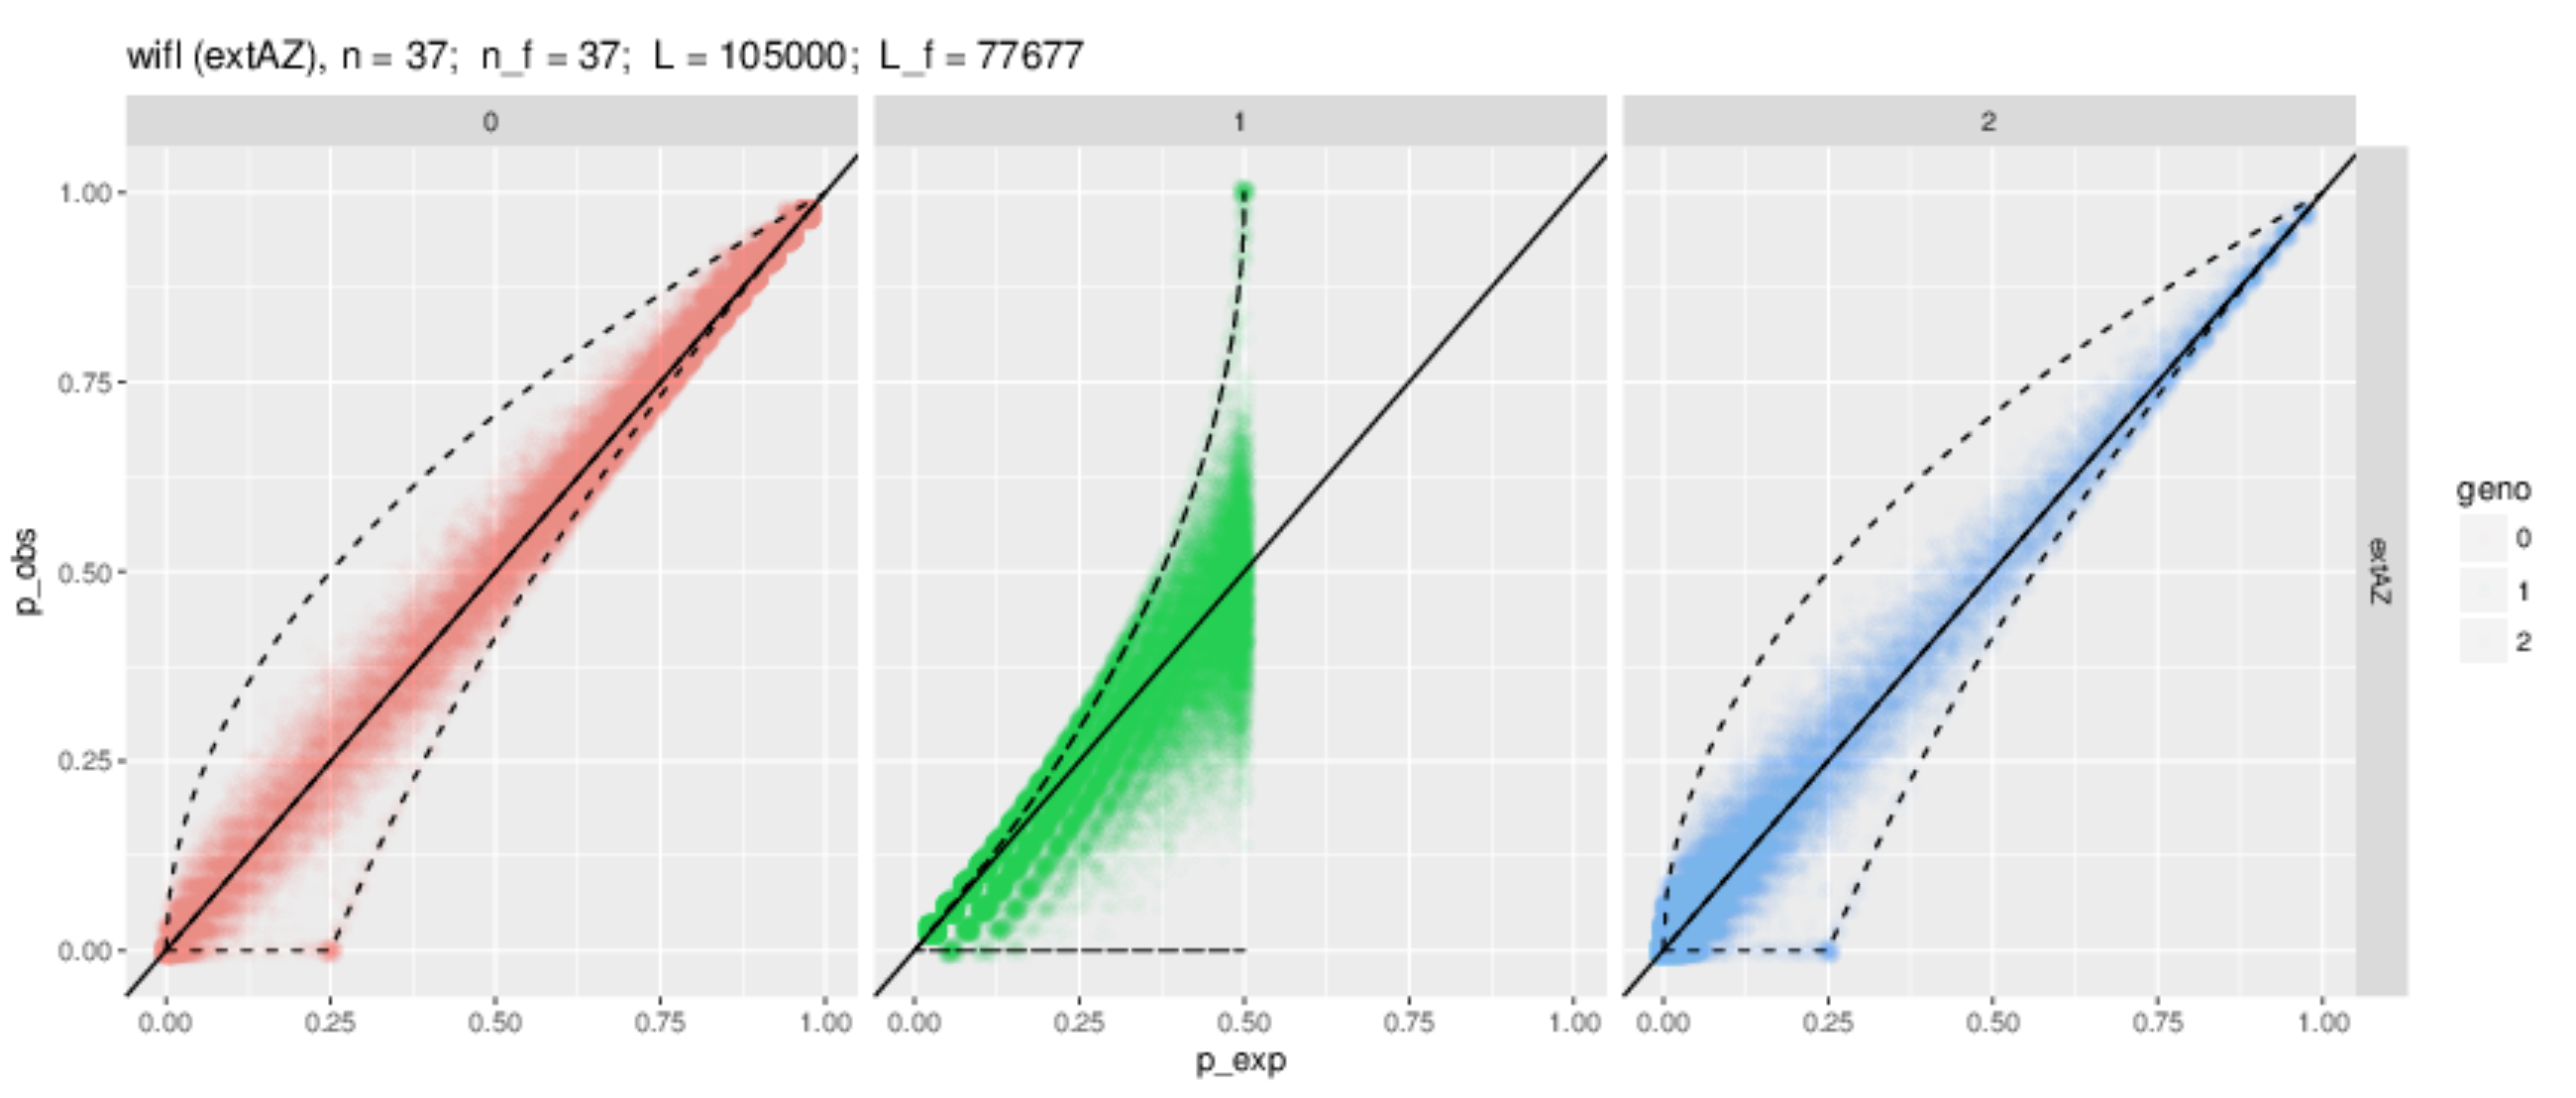 wifl (extAZ), n = 37;  n_f = 37;  L = 105000;  L_f = 77677
0
1
2
1.00
0.75
0.50
0.25
0.00
p_obs
0.00 0.25 0.50 0.75 1.00
0.00 0.25 0.50 0.75 1.00
0.00 0.25 0.50 0.75 1.00
p_exp
extAZ
geno
0
1
2